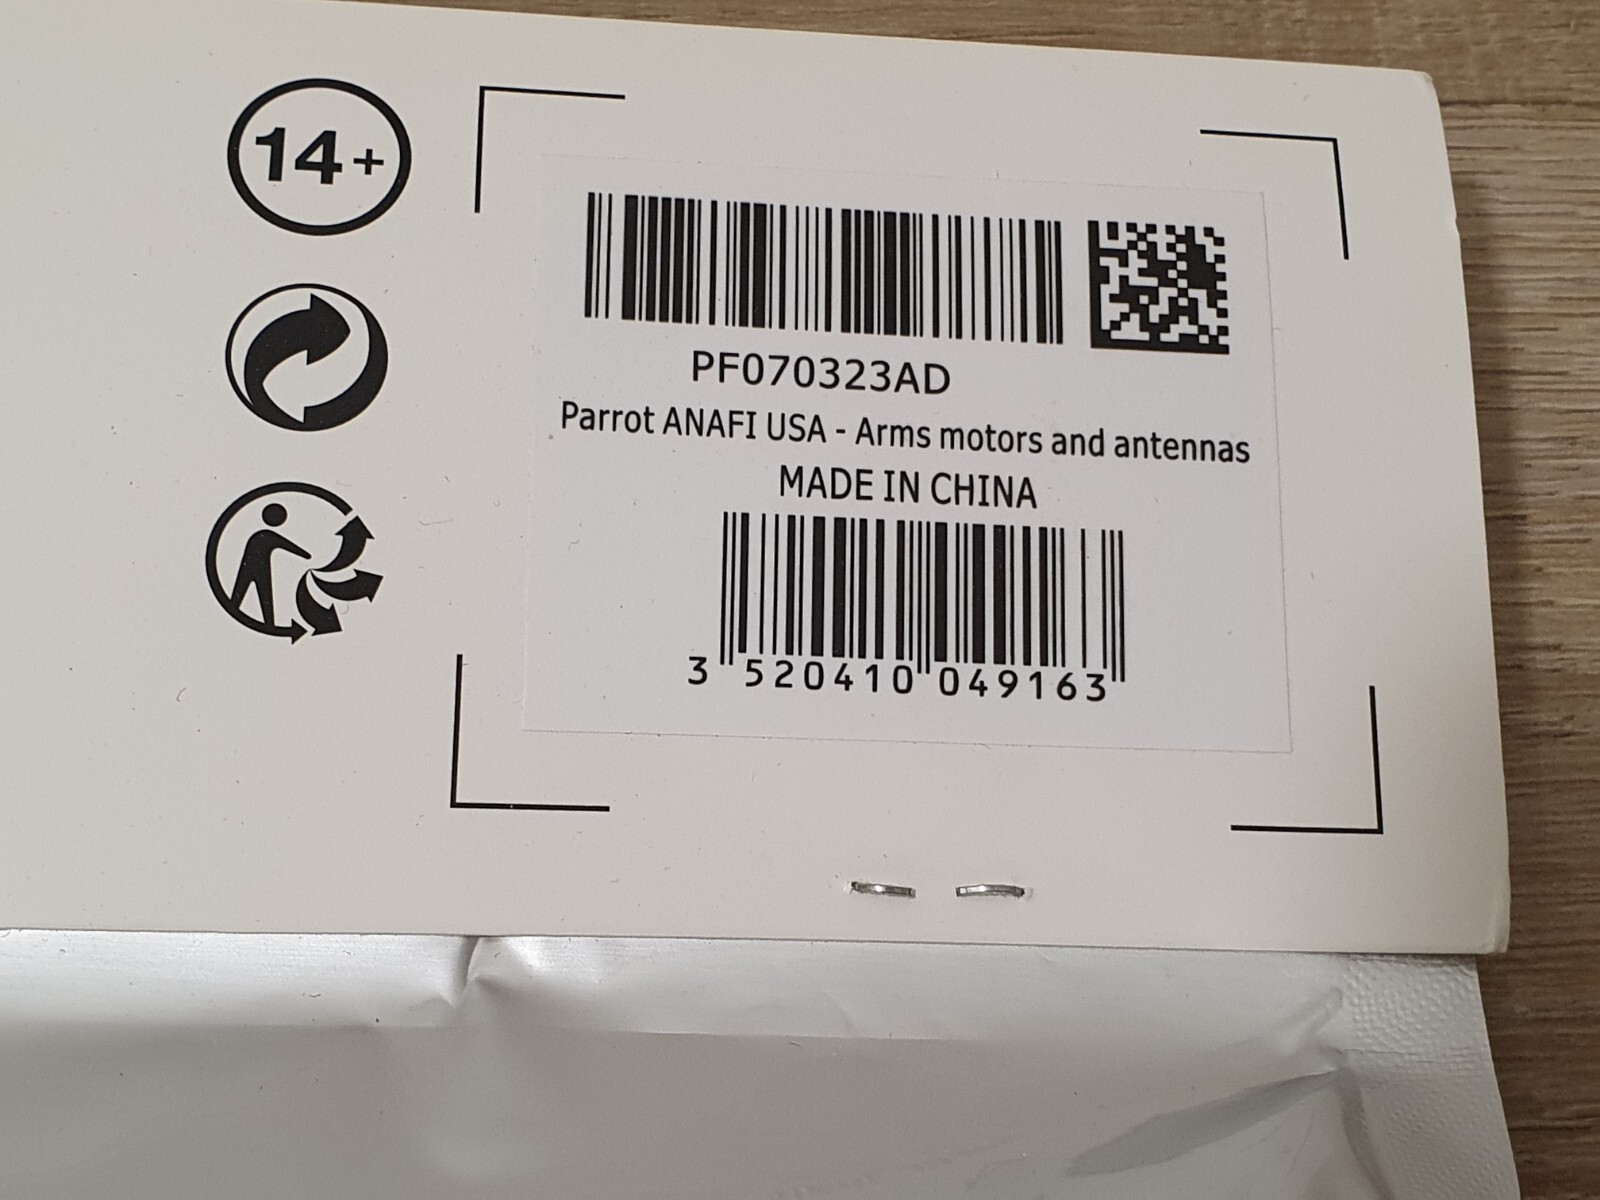 14+
PF070323AD
Parrot ANAFI USA - Arms motors and antennas
MADE IN CHINA
3 520410 049163